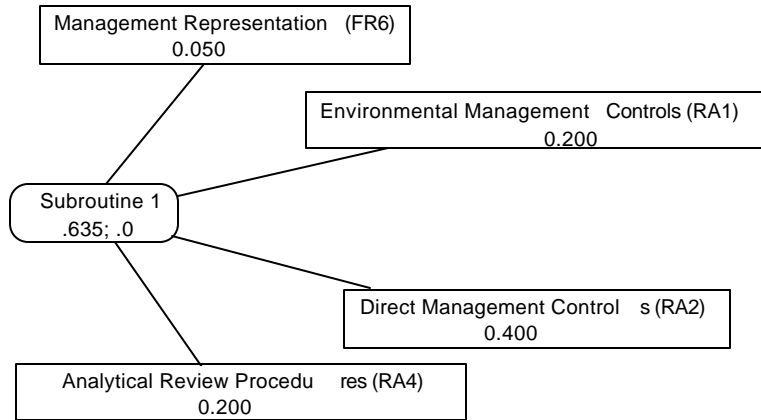 Management Representation (FR6)
0.050
Environmental Management Controls (RA1)
0.200
Subroutine 1
.635; .0
Direct Management Control s (RA2)
0.400
Analytical Review Procedu res (RA4)
0.200